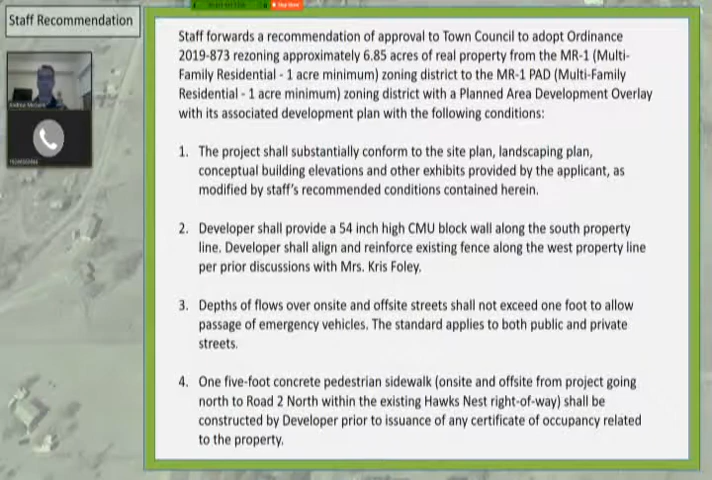 Staff Recommendation
Staff forwards a recommendation of approval to Town Council to adopt Ordinance
2019-873 rezoning approximately 6.85 acres of real property from the MR-1 (Multi-
Family Residential - 1 acre minimum) zoning district to the MR-1 PAD (Multi-Family
Residential - 1 acre minimum) zoning district with a Planned Area Development Overlay
with its associated development plan with the following conditions:
1. The project shall substantially conform to the site plan, landscaping plan,
conceptual building elevations and other exhibits provided by the applicant, as
modified by staff's recommended conditions contained herein.
2. Developer shall provide a 54 inch high CMU block wall along the south property
line. Developer shall align and reinforce existing fence along the west property line
per prior discussions with Mrs. Kris Foley.
3. Depths of flows over onsite and offsite streets shall not exceed one foot to allow
passage of emergency vehicles. The standard applies to both public and private
streets.
4. One five-foot concrete pedestrian sidewalk (onsite and offsite from project going
north to Road 2 North within the existing Hawks Nest right-of-way) shall be
constructed by Developer prior to issuance of any certificate of occupancy related
to the property.